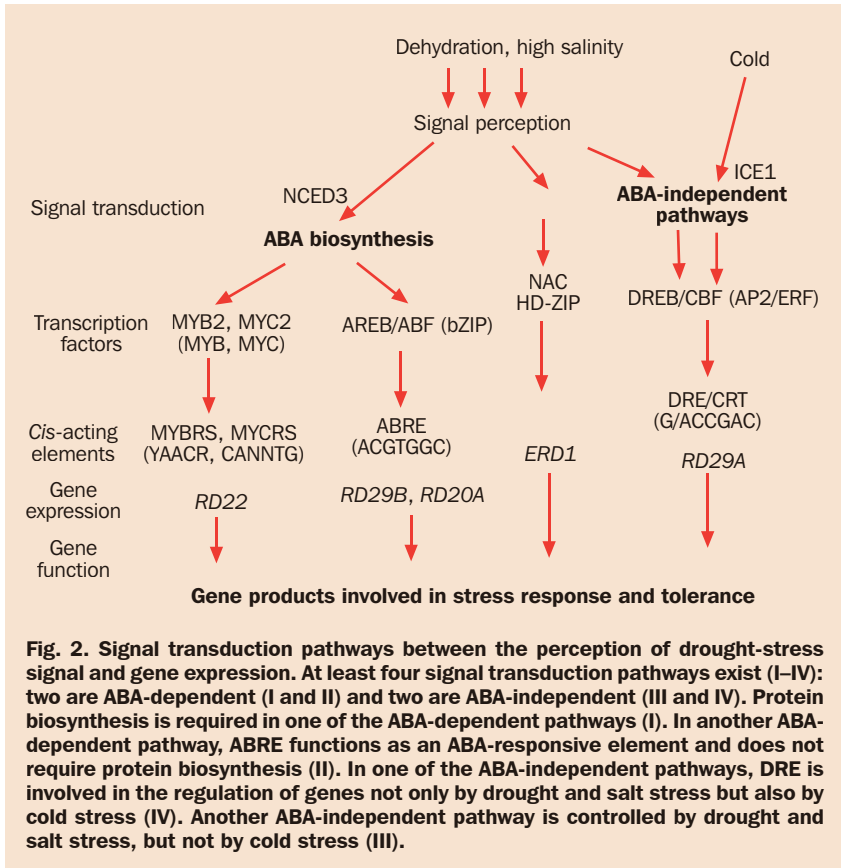 Dehydration, high salinity
Cold
Signal perception
ICE1
NCED3
ABA-independent
pathways
Signal transduction
ABA biosynthesis
NAC
HD-ZIP
DREB/CBF (AP2/ERF)
Transcription
factors
MYB2, MYC2
(MYB, MYC)
AREB/ABF (bZIP)
DRE/CRT
(G/ACCGAC)
Cis-acting
elements
MYBRS, MYCRS
(YAACR, CANNTG)
ABRE
(ACGTGGC)
ERD1
RD29A
Gene
expression
RD22
RD29B, RD20A
Gene
function
Gene products involved in stress response and tolerance
Fig. 2. Signal transduction pathways between the perception of drought-stress
signal and gene expression. At least four signal transduction pathways exist (I–IV):
two are ABA-dependent (I and II) and two are ABA-independent (III and IV). Protein
biosynthesis is required in one of the ABA-dependent pathways (I). In another ABA-
dependent pathway, ABRE functions as an ABA-responsive element and does not
require protein biosynthesis (II). In one of the ABA-independent pathways, DRE is
involved in the regulation of genes not only by drought and salt stress but also by
cold stress (IV). Another ABA-independent pathway is controlled by drought and
salt stress, but not by cold stress (III).